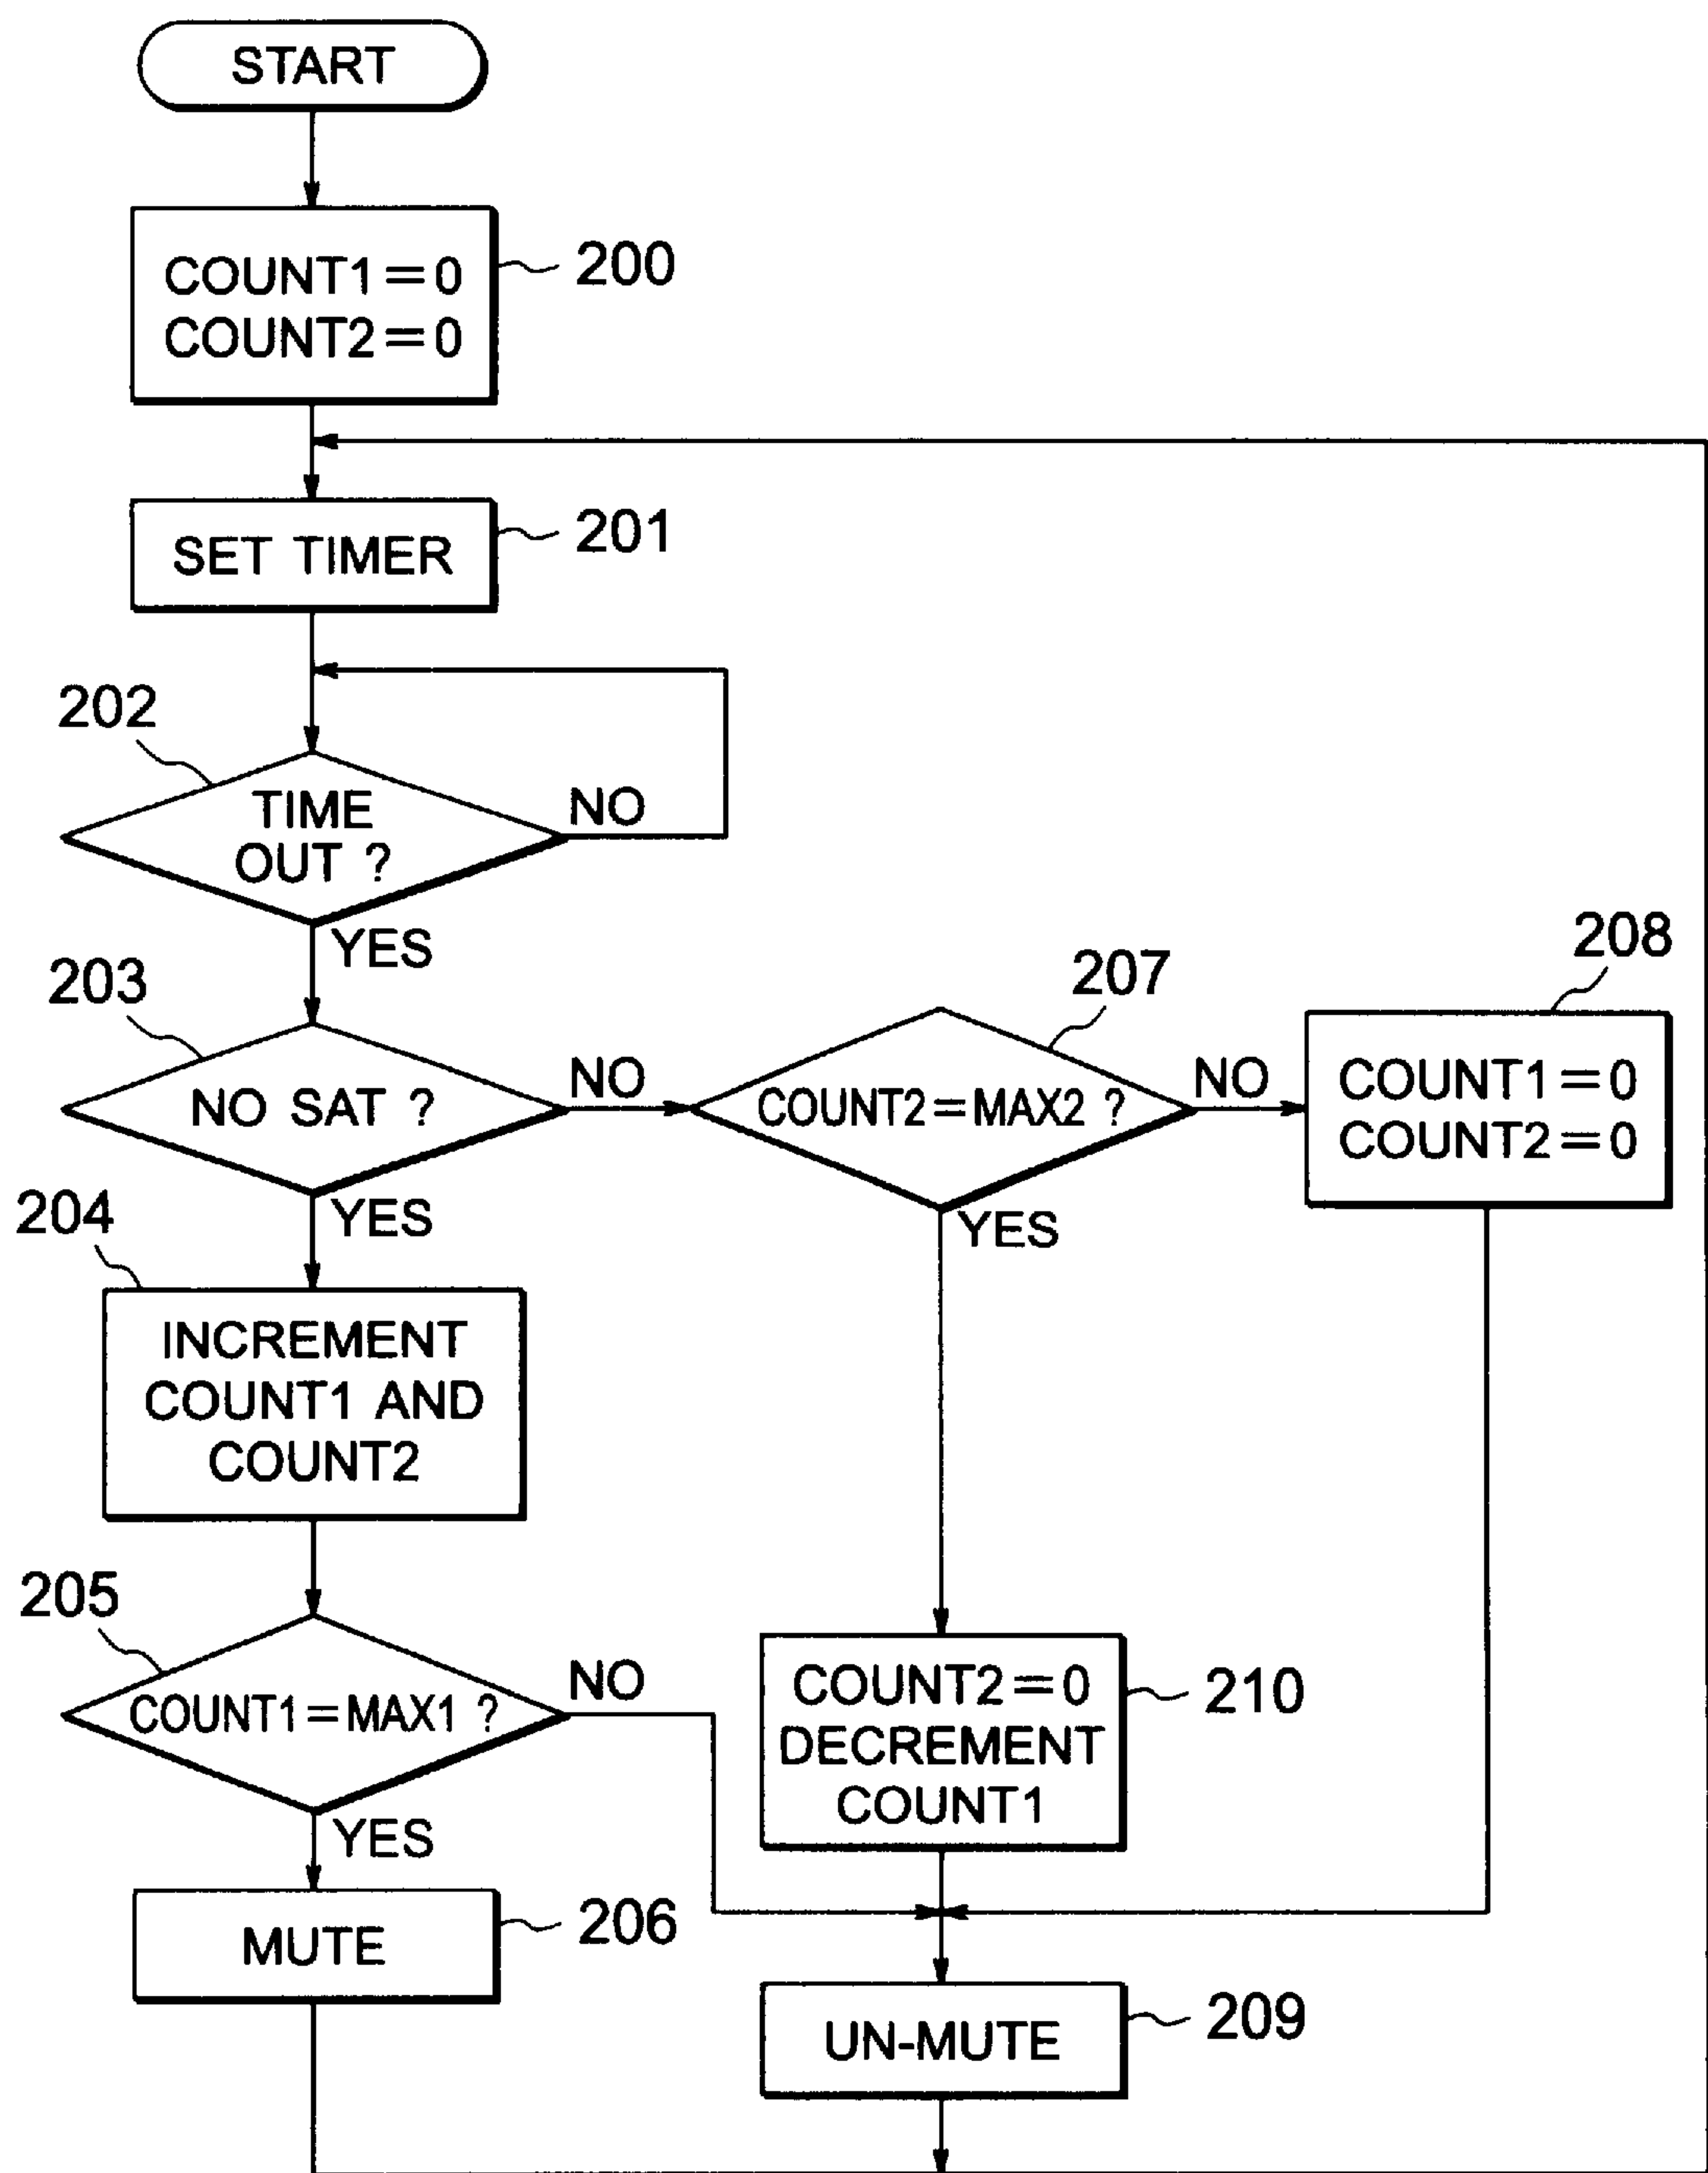 START
COUNT1=0
COUNT2=0
200
SET TIMER
201
202
TIME
OUT ?
NO
YES
203
NO SAT ?
NO
YES
207
COUNT2=MAX2 ?
NO
YES
208
COUNT1=0
COUNT2=0
204
INCREMENT
COUNT1 AND
COUNT2
205
COUNT1=MAX1 ?
NO
YES
COUNT2=0
DECREMENT
COUNT1
210
MUTE
206
UN-MUTE
209